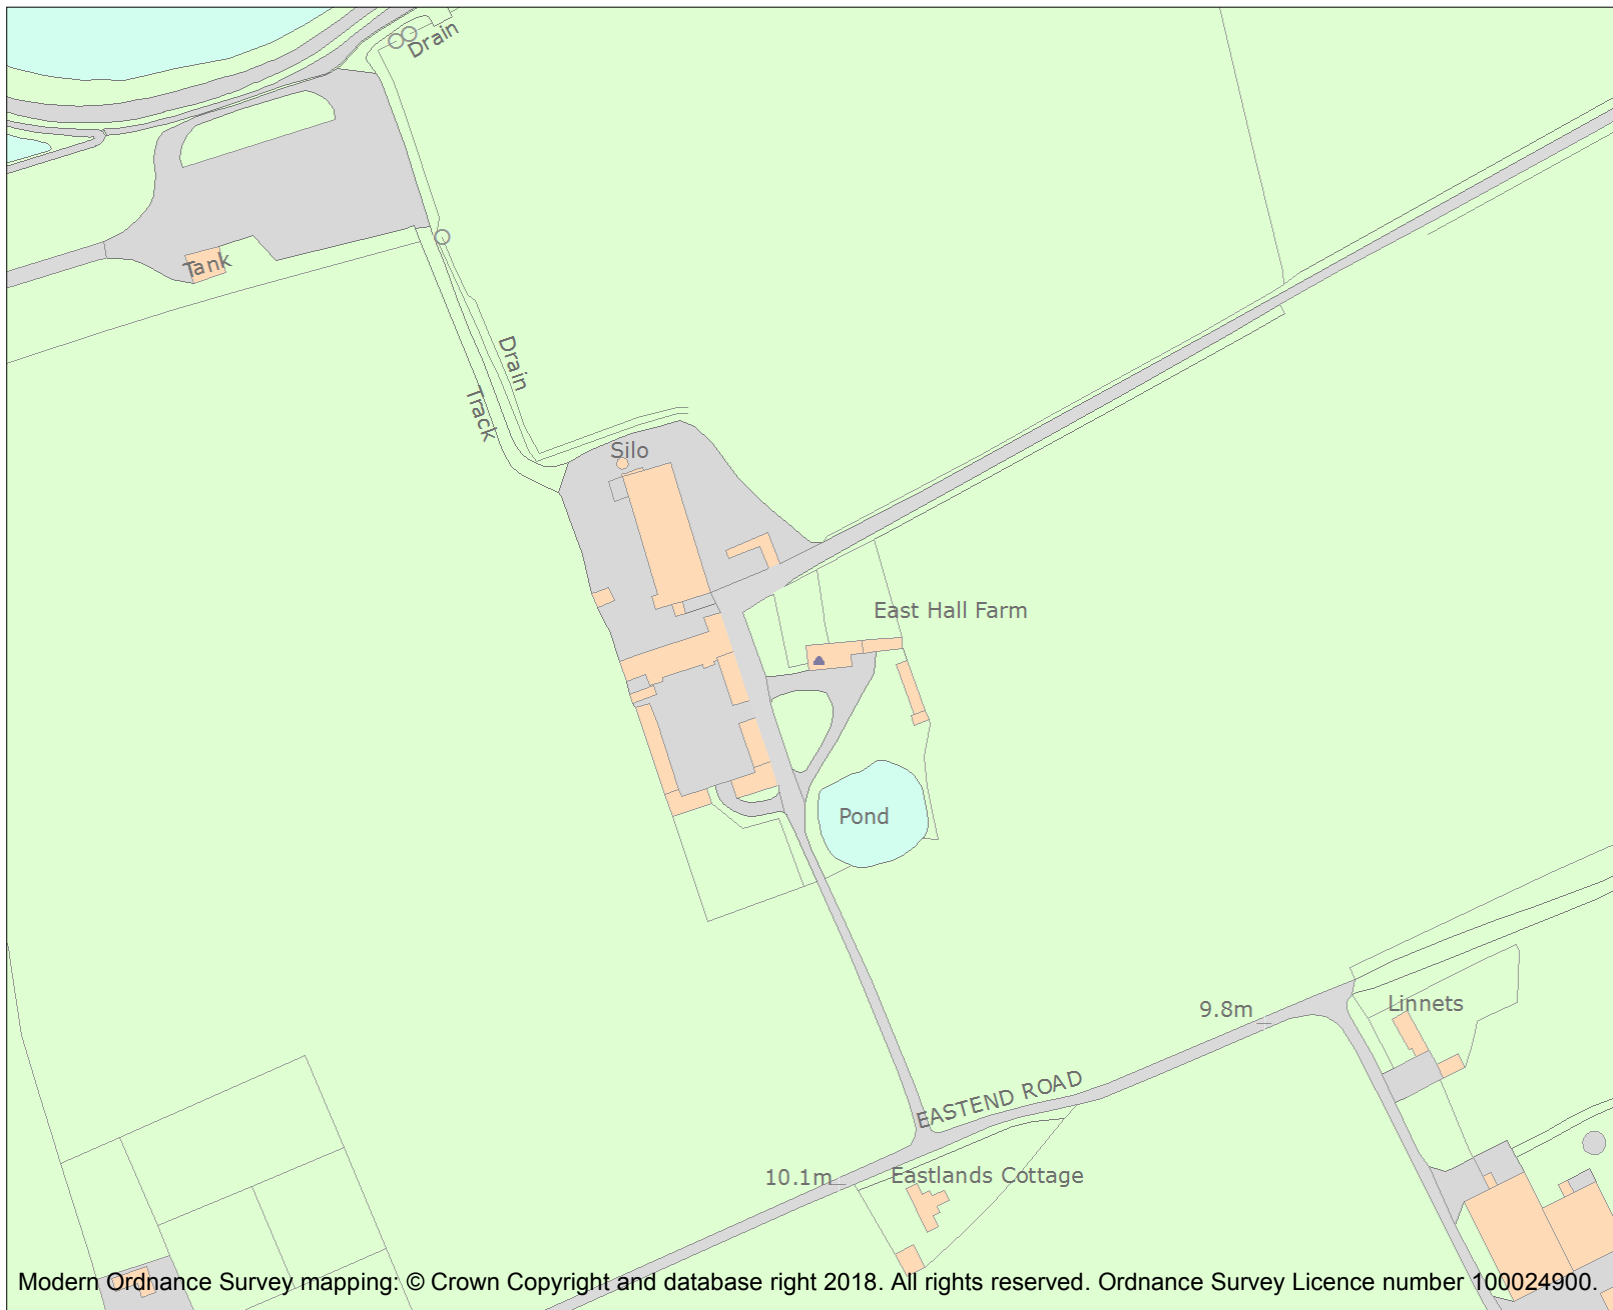 Drain
Tank
Drain
Track
Silo
East Hall Farm
Pond
Linnets
9.8m
EASTEND ROAD
10.1m
Eastlands Cottage
Modern Ordnance Survey mapping: © Crown Copyright and database right 2018. All rights reserved. Ordnance Survey Licence number 100024900.